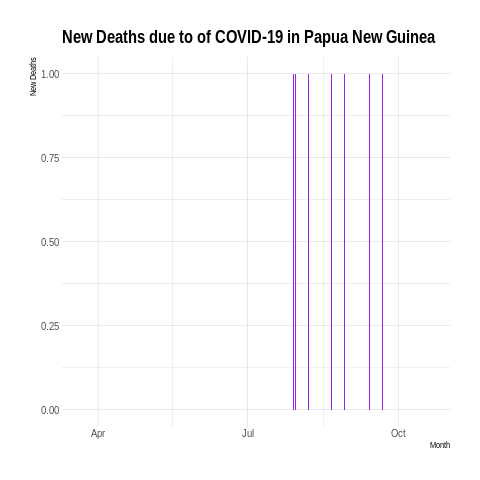 New Deaths due to of COVID-19 in Papua New Guinea
New Deaths
1.00
0.75
0.50
0.25
0.00
Apr Jul Oct
Month